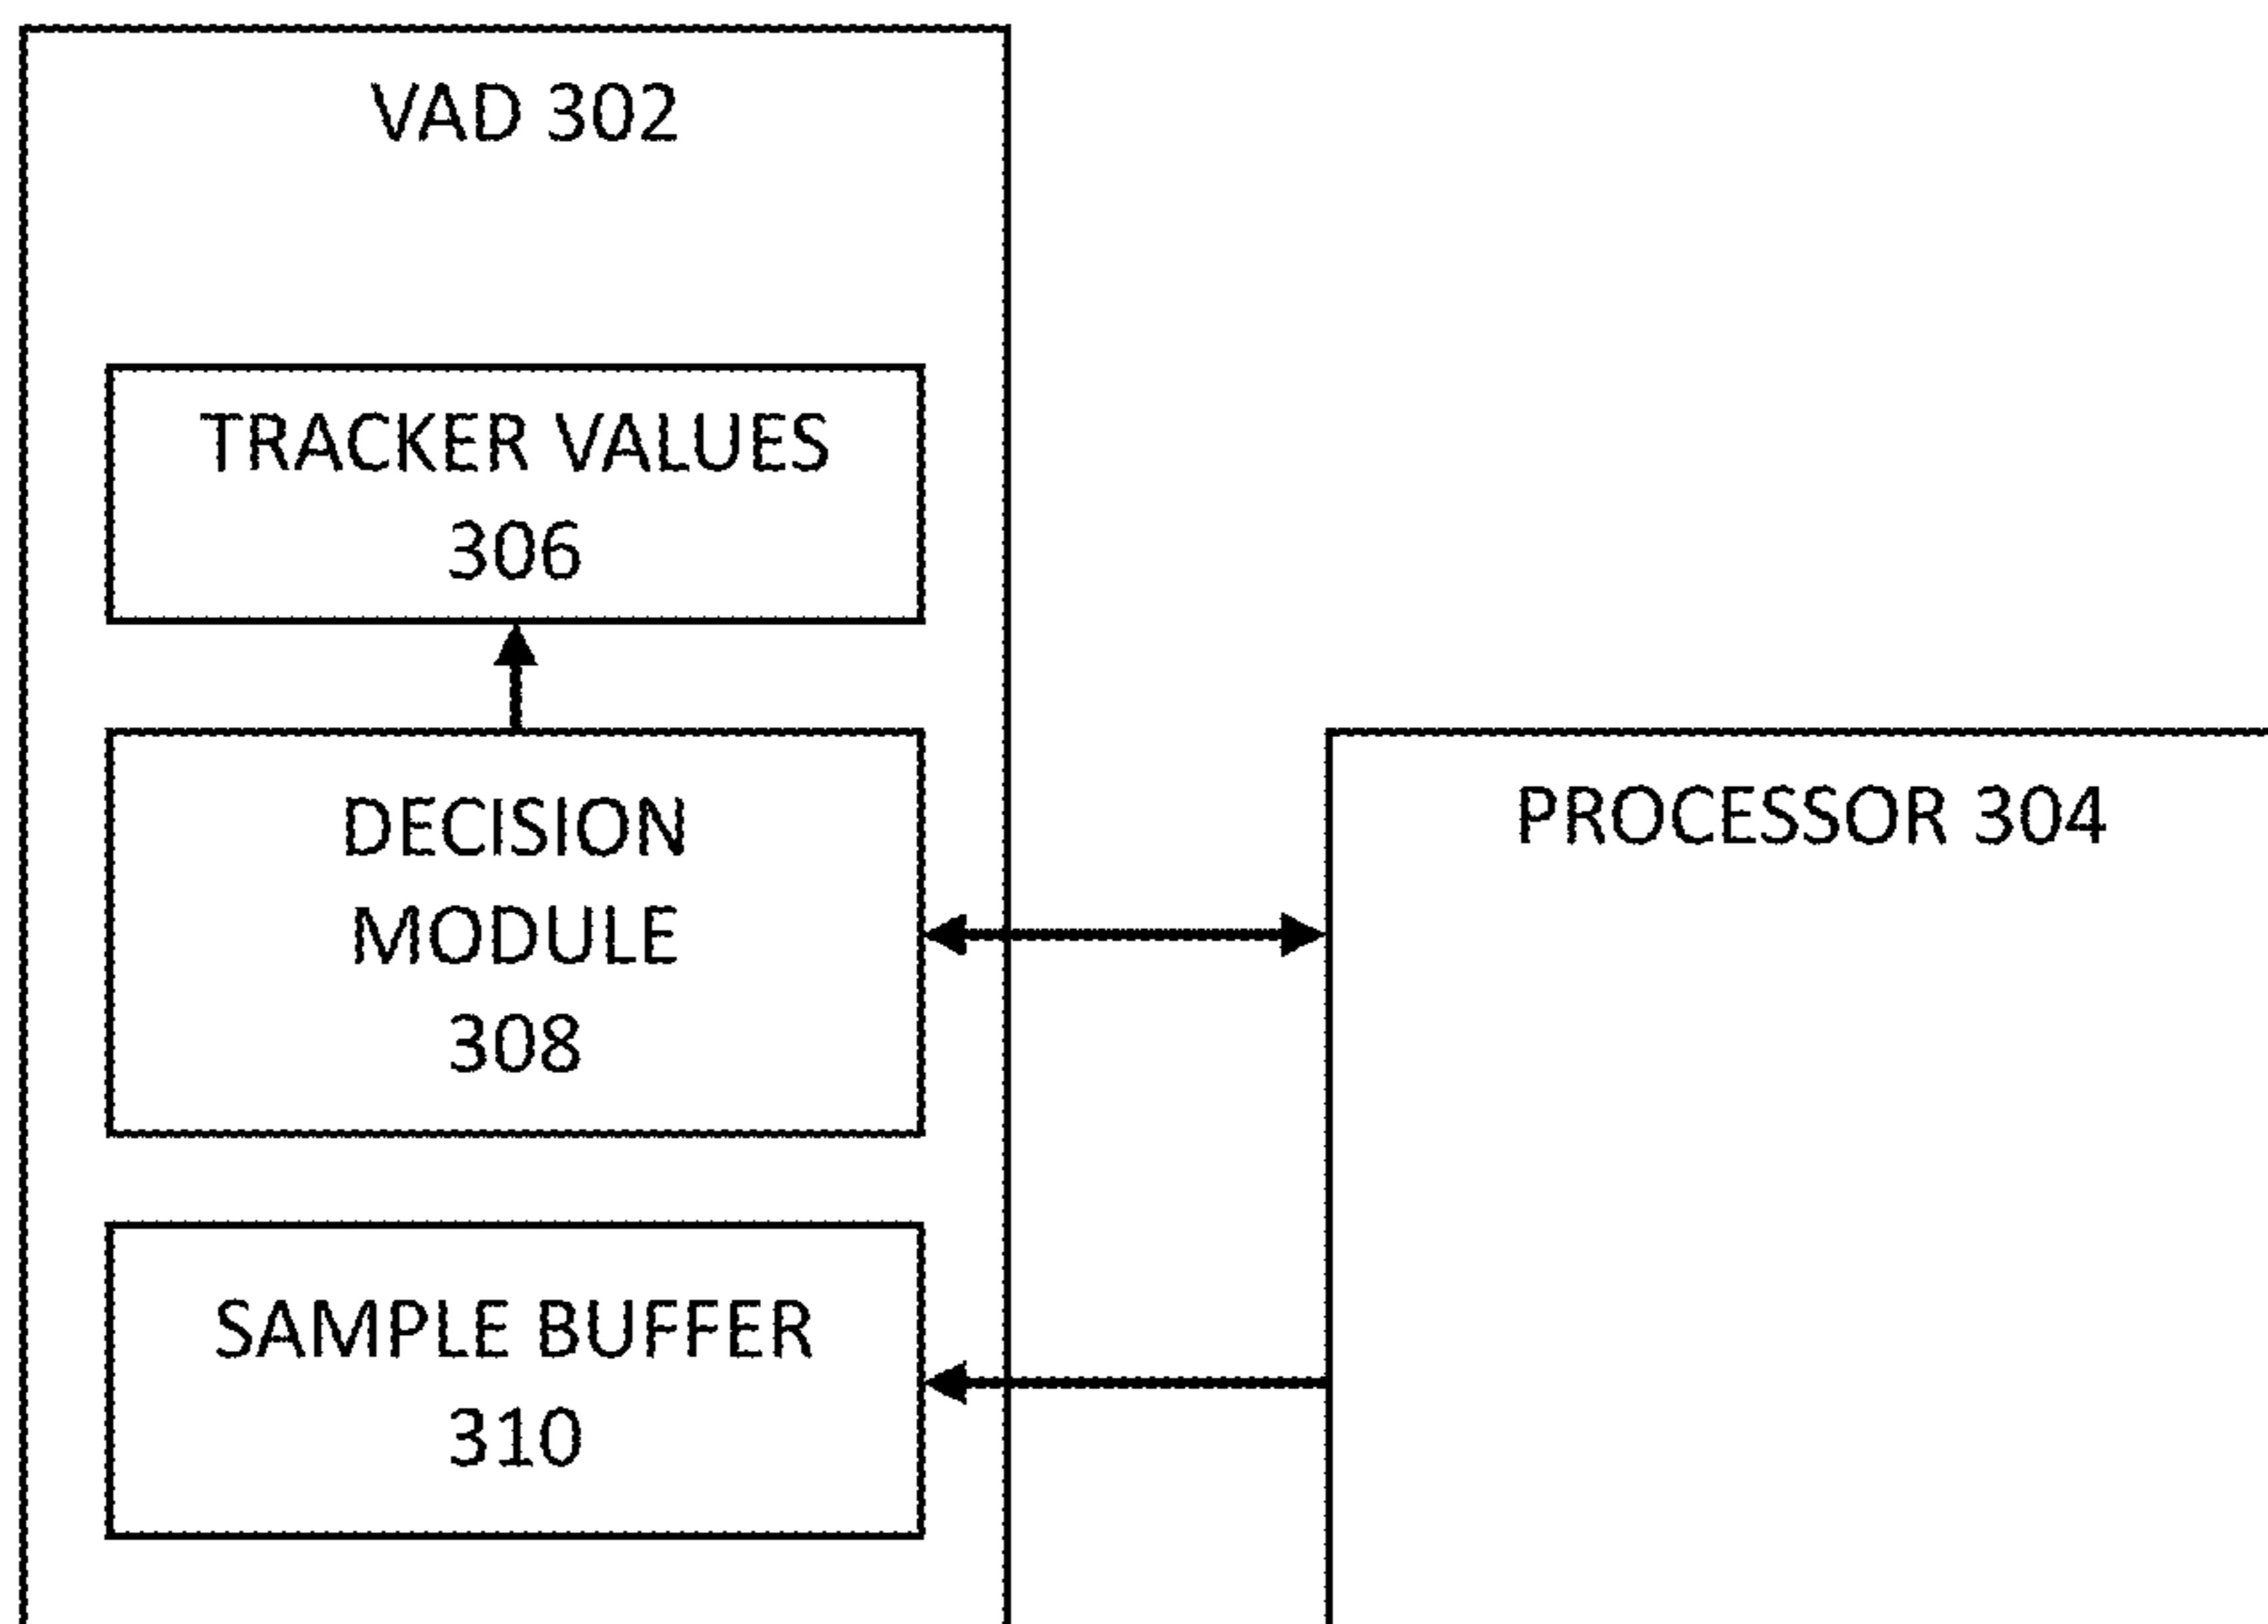 VAD 302
TRACKER VALUES
306
DECISION
MODULE
308
PROCESSOR 304
SAMPLE BUFFER
310